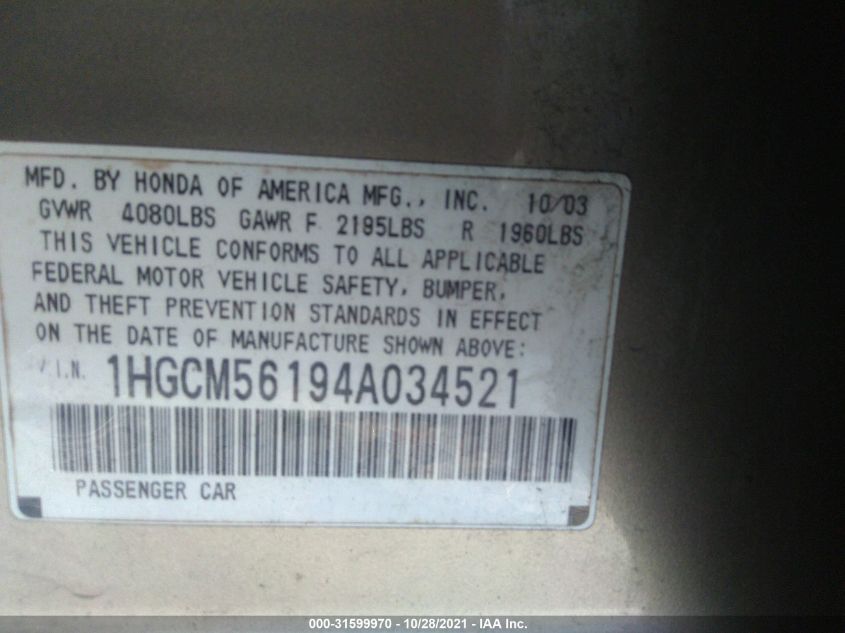 MFD. BY HONDA OF AMERICA MFG., INC. 10/03
GVWR 4080LBS GAWR F 2195LBS R 1960LBS
THIS VEHICLE CONFORMS TO ALL APPLICABLE
FEDERAL MOTOR VEHICLE SAFETY, BUMPER,
AND THEFT PREVENTION STANDARDS IN EFFECT
ON THE DATE OF MANUFACTURE SHOWN ABOVE:
V.I.N. 1HGCM56194A034521
PASSENGER CAR
000-31599970 - 10/28/2021 - IAA Inc.